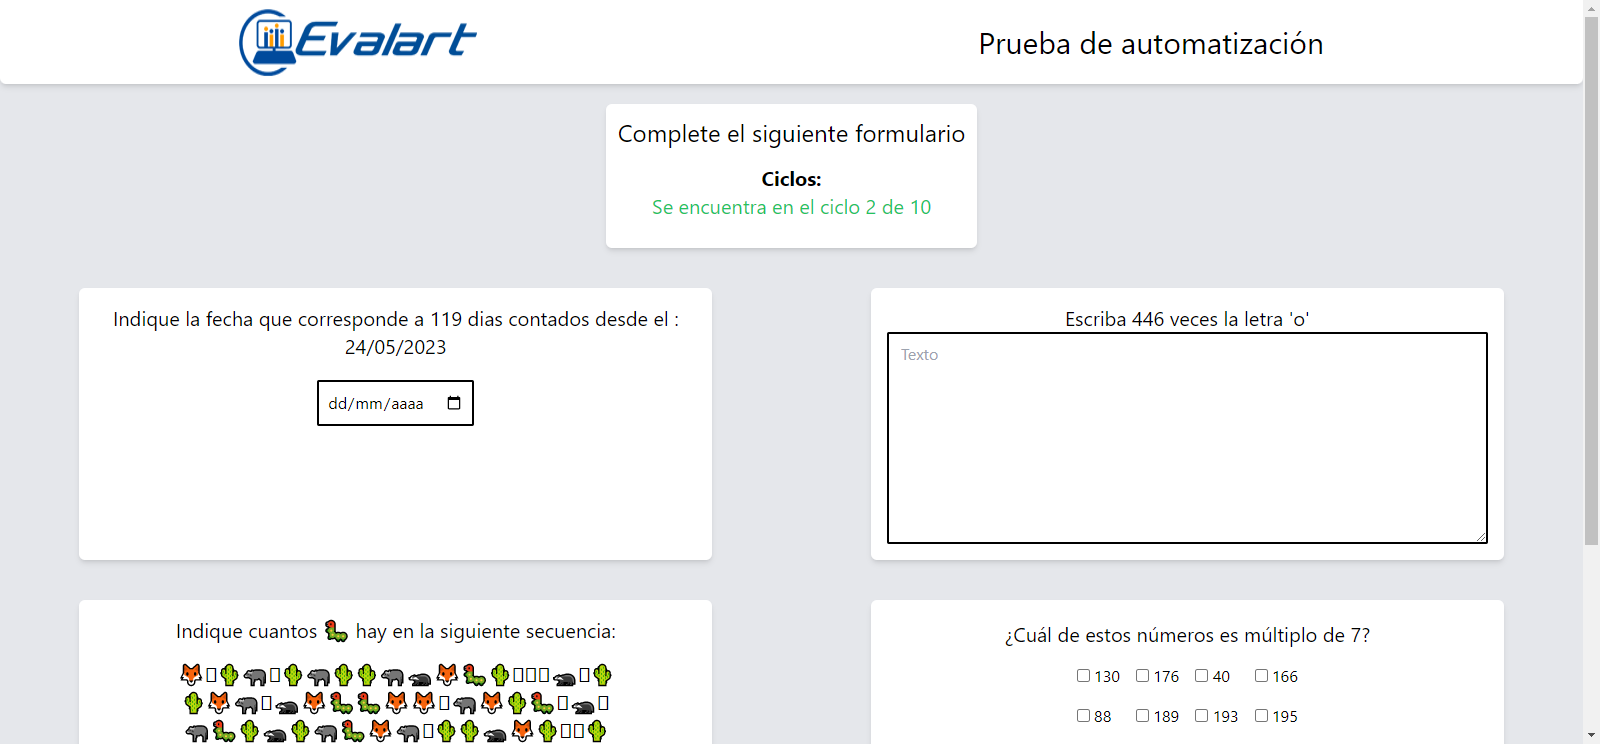 Evalart
Prueba de automatización
Complete el siguiente formulario
Ciclos:
Se encuentra en el ciclo 2 de 10
Indique la fecha que corresponde a 119 dias contados desde el :
24/05/2023
dd/mm/aaaa
Escriba 446 veces la letra 'o'
Texto
Indique cuantos 🐛 hay en la siguiente secuencia:
¿Cuál de estos números es múltiplo de 7?
130 176 40 166
88 189 193 195